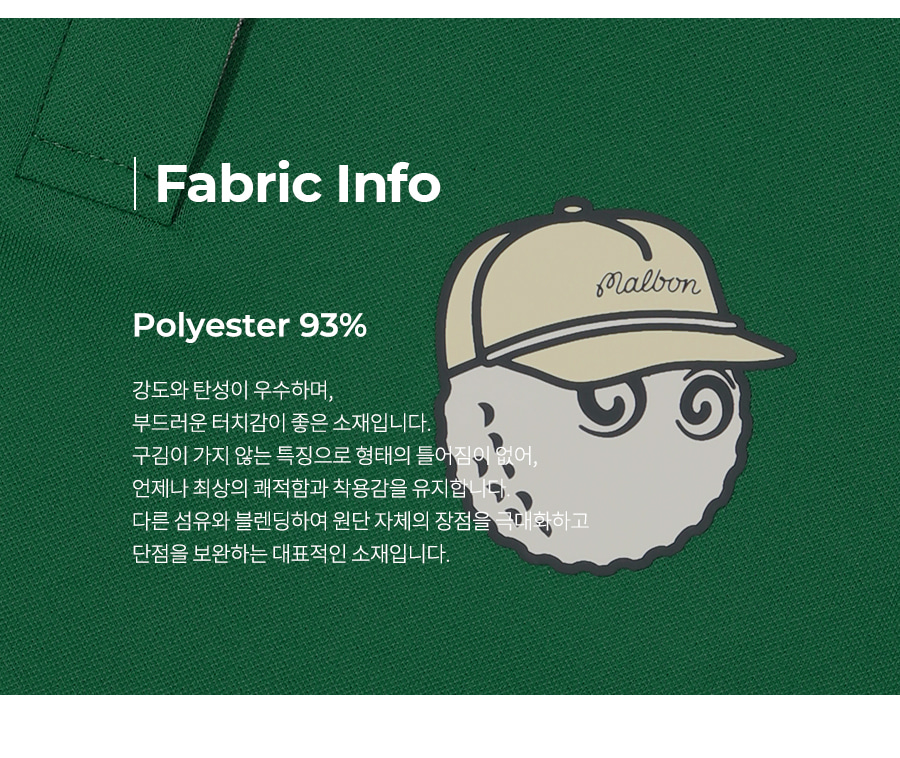 Fabric Info
Malbon
Polyester 93%
강도와 탄성이 우수하며,
부드러운 터치감이 좋은 소재입니다.
구김이 가지 않는 특징으로 형태의 틀어짐이 없어,
언제나 최상의 쾌적함과 착용감을 유지합니다.
다른 섬유와 블렌딩하여 원단 자체의 장점을 극대화하고
단점을 보완하는 대표적인 소재입니다.